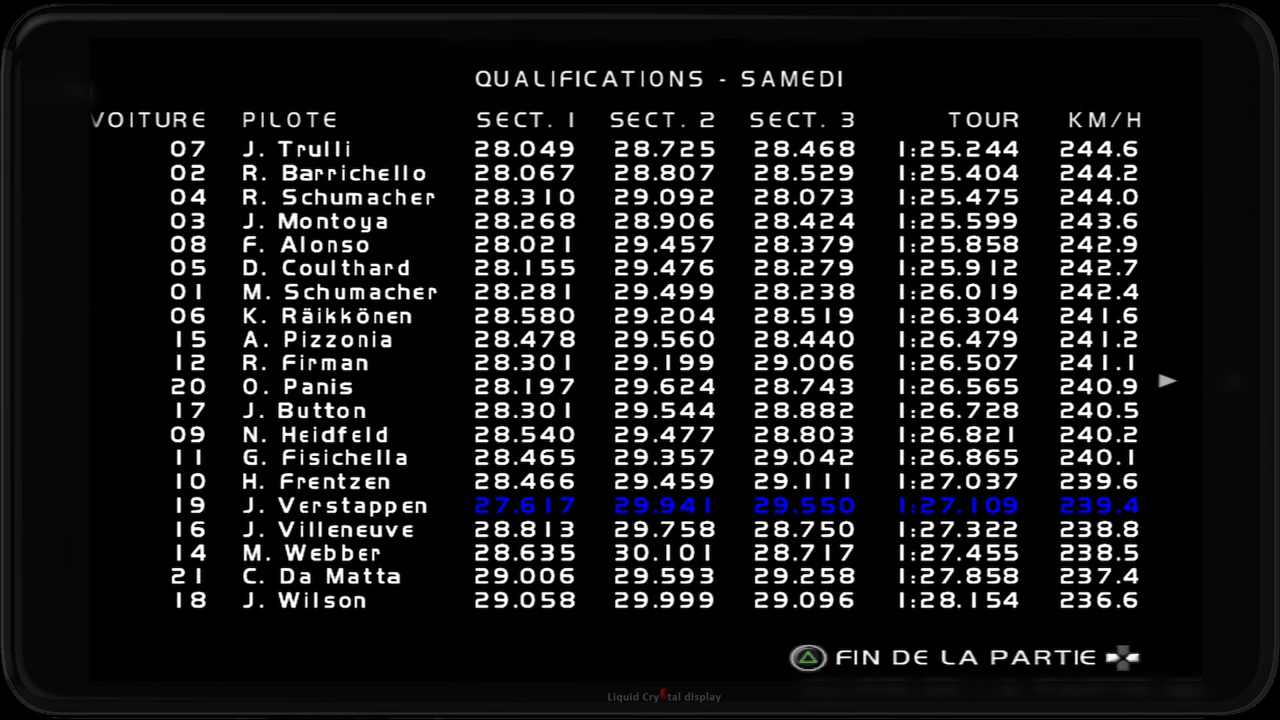 QUALIFICATIONS - SAMEDI
VOITURE PILOTE SECT. 1 SECT. 2 SECT. 3 TOUR KM/H
07 J. Trulli 28.049 28.725 28.468 1:25.244 244.6
02 R. Barrichello 28.067 28.807 28.529 1:25.404 244.2
04 R. Schumacher 28.310 29.092 28.073 1:25.475 244.0
03 J. Montoya 28.268 28.906 28.424 1:25.599 243.6
08 F. Alonso 28.021 29.457 28.379 1:25.858 242.9
05 D. Coulthard 28.155 29.476 28.279 1:25.912 242.7
01 M. Schumacher 28.281 29.499 28.238 1:26.019 242.4
06 K. Räikkönen 28.580 29.204 28.519 1:26.304 241.6
15 A. Pizzonia 28.478 29.560 28.440 1:26.479 241.2
12 R. Firman 28.301 29.199 29.006 1:26.507 241.1
20 O. Panis 28.197 29.624 28.743 1:26.565 240.9
17 J. Button 28.301 29.544 28.882 1:26.728 240.5
09 N. Heidfeld 28.540 29.477 28.803 1:26.821 240.2
11 G. Fisichella 28.465 29.357 29.042 1:26.865 240.1
10 H. Frentzen 28.466 29.459 29.111 1:27.037 239.6
19 J. Verstappen 27.617 29.941 29.550 1:27.109 239.4
16 J. Villeneuve 28.813 29.758 28.750 1:27.322 238.8
14 M. Webber 28.635 30.101 28.717 1:27.455 238.5
21 C. Da Matta 29.006 29.593 29.258 1:27.858 237.4
18 J. Wilson 29.058 29.999 29.096 1:28.154 236.6
FIN DE LA PARTIE
Liquid Crystal display